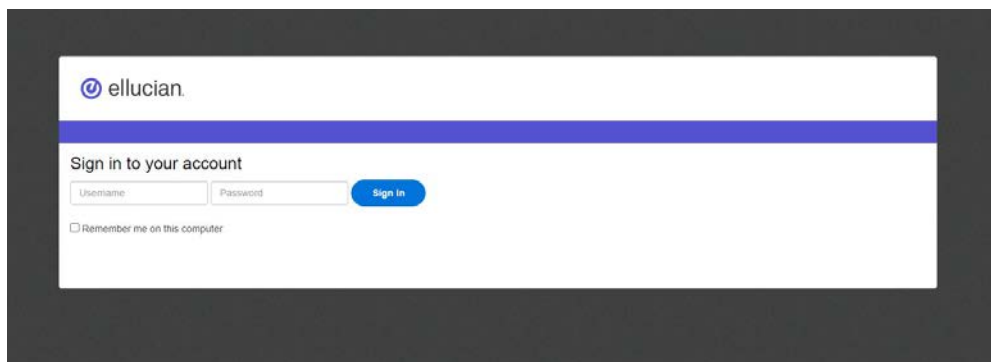 ellucian.
Sign in to your account
Username Password Sign In
Remember me on this computer